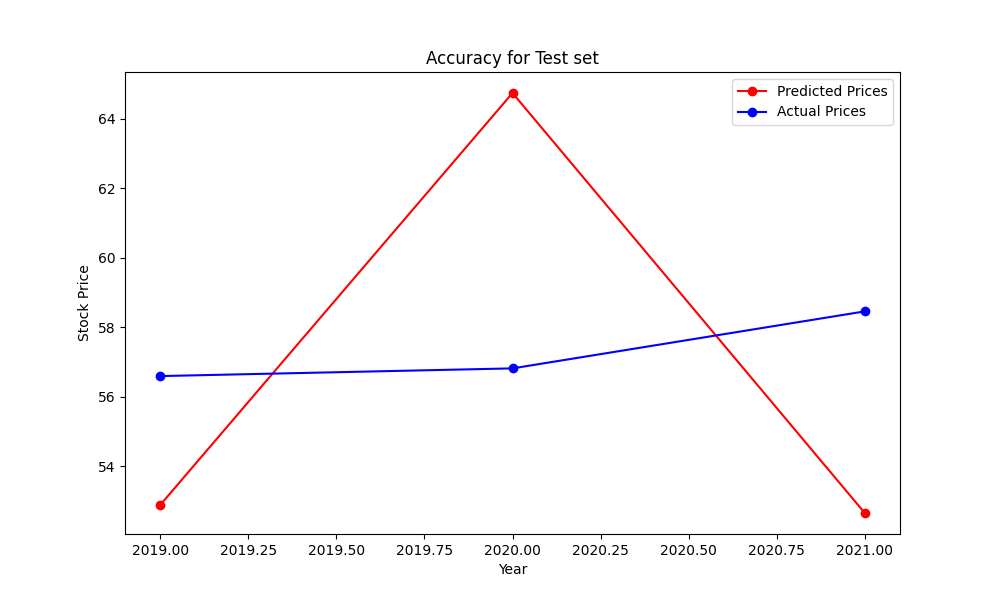 Accuracy for Test set
Predicted Prices
Actual Prices
Stock Price
64
62
60
58
56
54
2019.00 2019.25 2019.50 2019.75 2020.00 2020.25 2020.50 2020.75 2021.00
Year